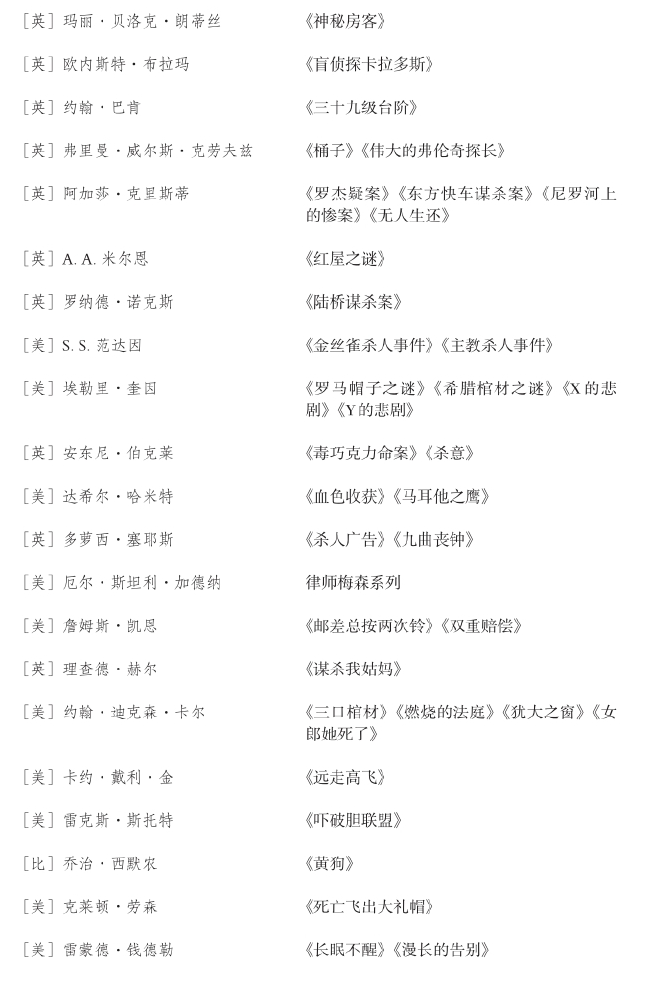 [英] 玛丽·贝洛克·朗蒂丝 《神秘房客》
[英] 欧内斯特·布拉玛 《盲侦探卡拉多斯》
[英] 约翰·巴肯 《三十九级台阶》
[英] 弗里曼·威尔斯·克劳夫兹 《桶子》《伟大的弗伦奇探长》
[英] 阿加莎·克里斯蒂 《罗杰疑案》《东方快车谋杀案》《尼罗河上
的惨案》《无人生还》
[英] A. A. 米尔恩 《红屋之谜》
[英] 罗纳德·诺克斯 《陆桥谋杀案》
[美] S. S. 范达因 《金丝雀杀人事件》《主教杀人事件》
[美] 埃勒里·奎因 《罗马帽子之谜》《希腊棺材之谜》《X的悲
剧》《Y的悲剧》
[英] 安东尼·伯克莱 《毒巧克力命案》《杀意》
[美] 达希尔·哈米特 《血色收获》《马耳他之鹰》
[英] 多萝西·塞耶斯 《杀人广告》《九曲丧钟》
[美] 厄尔·斯坦利·加德纳 律师梅森系列
[美] 詹姆斯·凯恩 《邮差总按两次铃》《双重赔偿》
[英] 理查德·赫尔 《谋杀我姑妈》
[美] 约翰·迪克森·卡尔 《三口棺材》《燃烧的法庭》《犹大之窗》《女
郎她死了》
[美] 卡约·戴利·金 《远走高飞》
[美] 雷克斯·斯托特 《吓破胆联盟》
[比] 乔治·西默农 《黄狗》
[美] 克莱顿·劳森 《死亡飞出大礼帽》
[美] 雷蒙德·钱德勒 《长眠不醒》《漫长的告别》